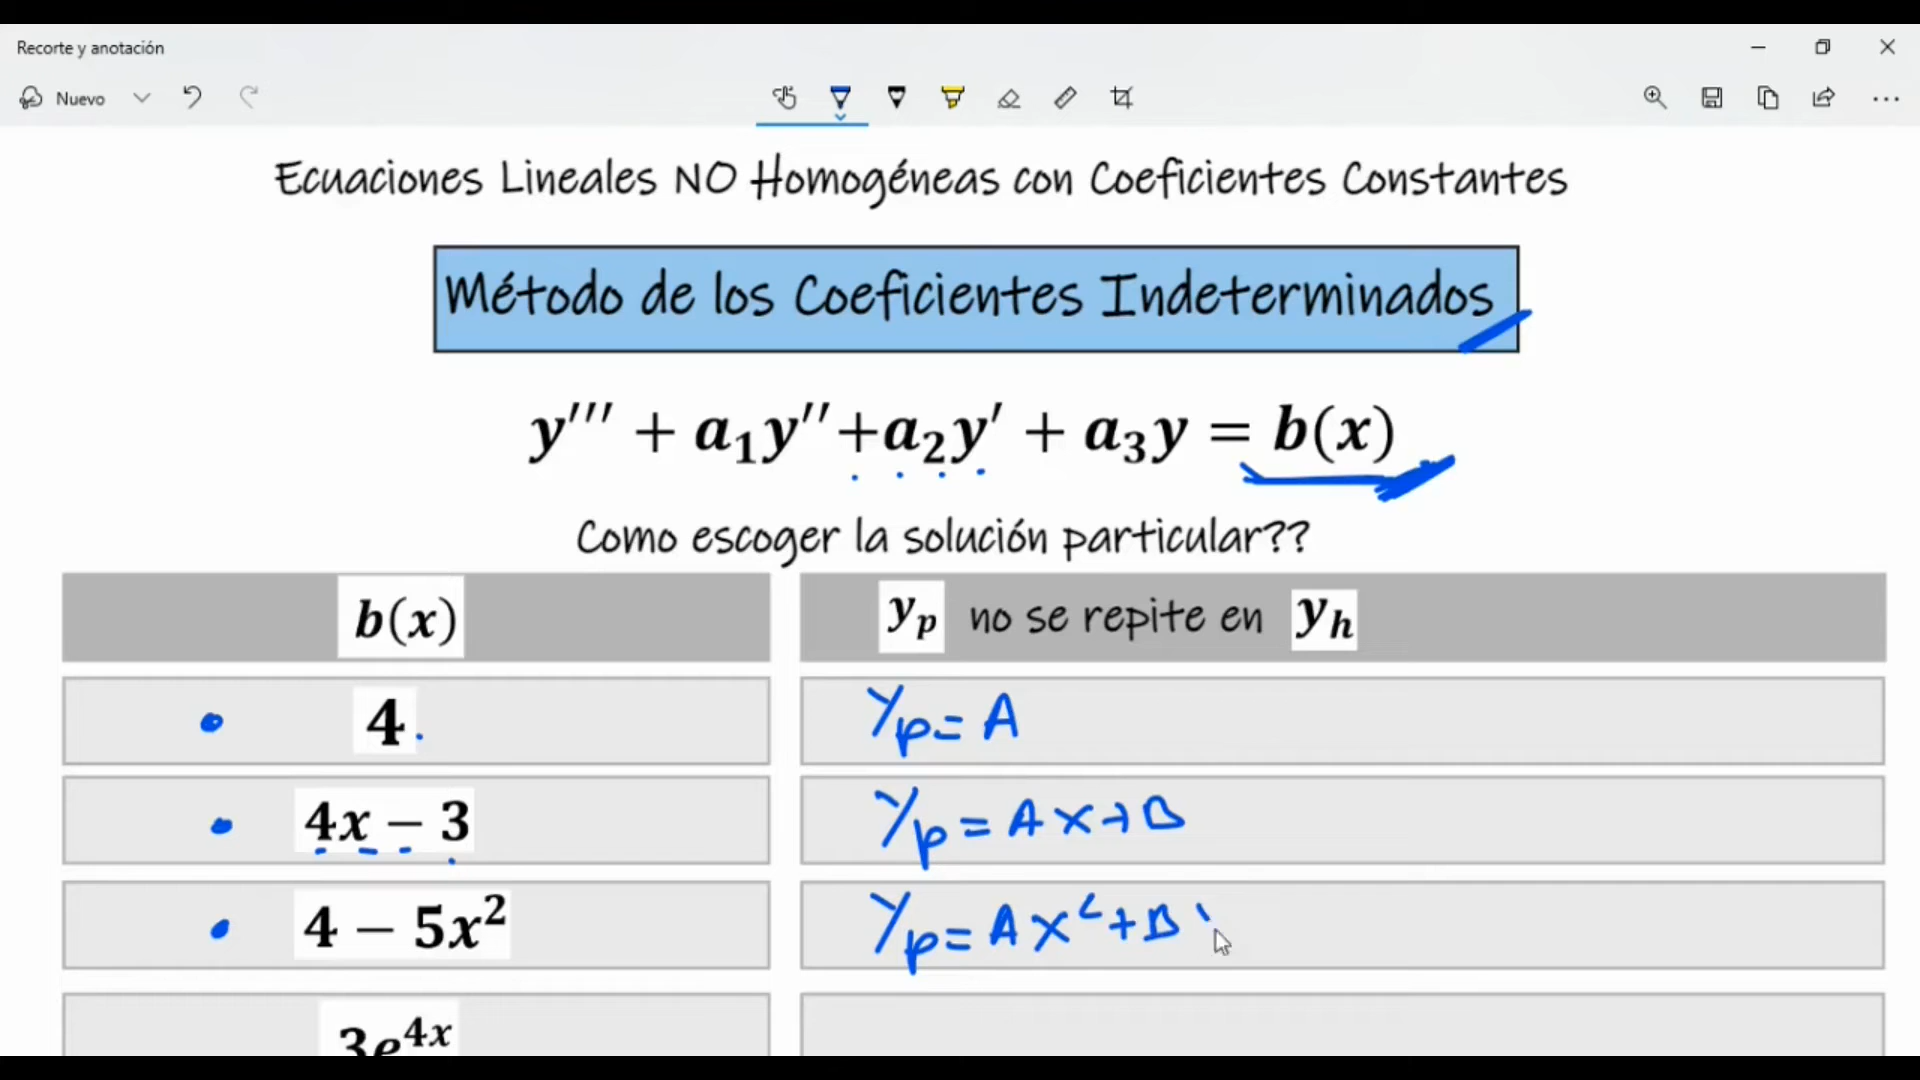 Recorte y anotación
Nuevo
Ecuaciones Lineales NO Homogéneas con Coeficientes Constantes
Método de los Coeficientes Indeterminados
y''' + a₁y'' + a₂y' + a₃y = b(x)
Como escoger la solución particular??
b(x)
yₚ no se repite en yₕ
4
yₚ = A
4x − 3
yₚ = Ax + B
4 − 5x²
yₚ = Ax² + B
3e⁴ˣ